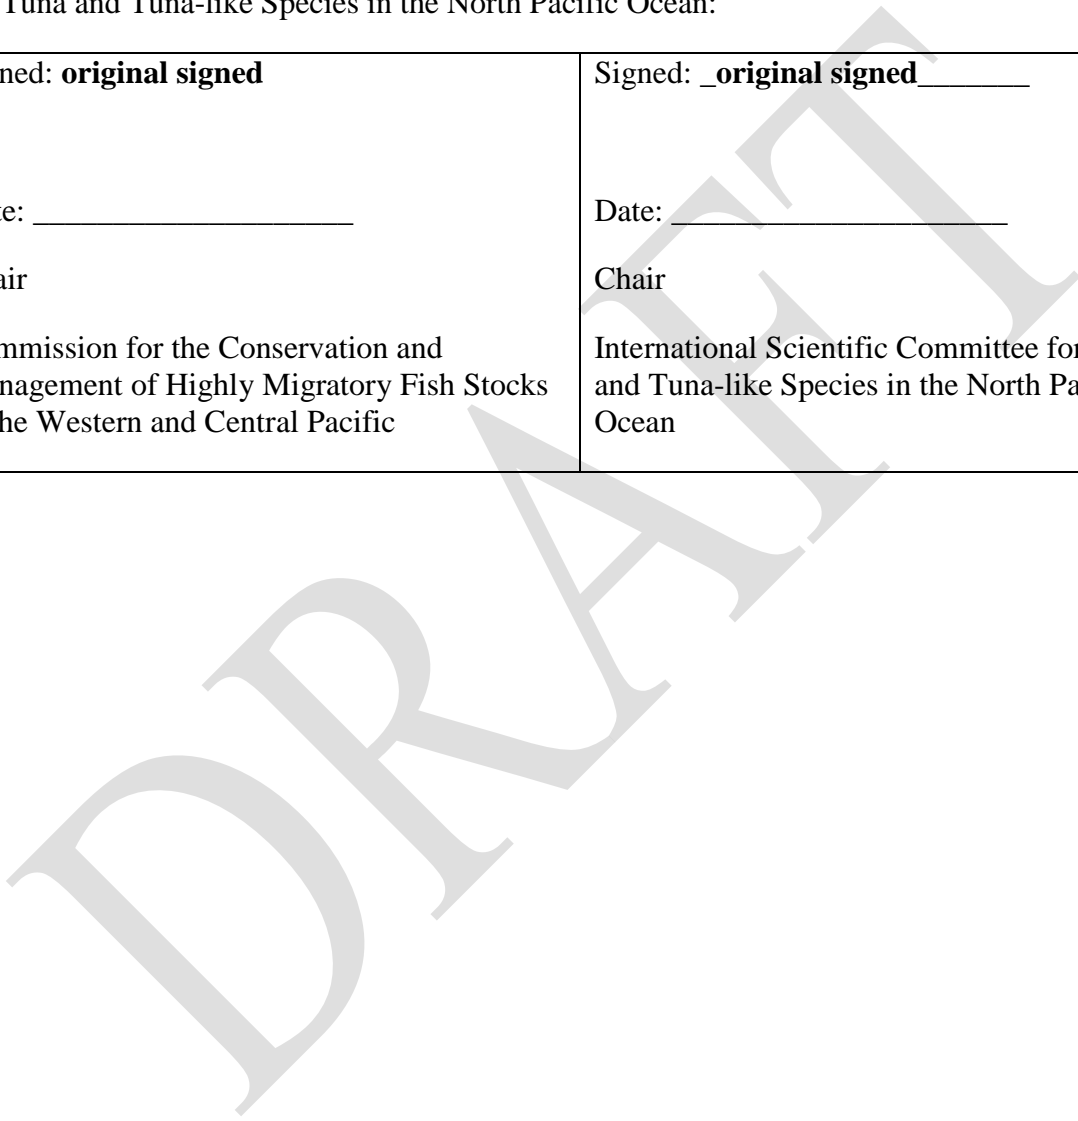 Tuna and Tuna-like Species in the North Pacific Ocean:
ned: original signed
te: ____________________
air
mmission for the Conservation and
nagement of Highly Migratory Fish Stocks
he Western and Central Pacific
Signed: _original signed_______
Date: _____________________
Chair
International Scientific Committee for
and Tuna-like Species in the North Pa
Ocean
DRAFT